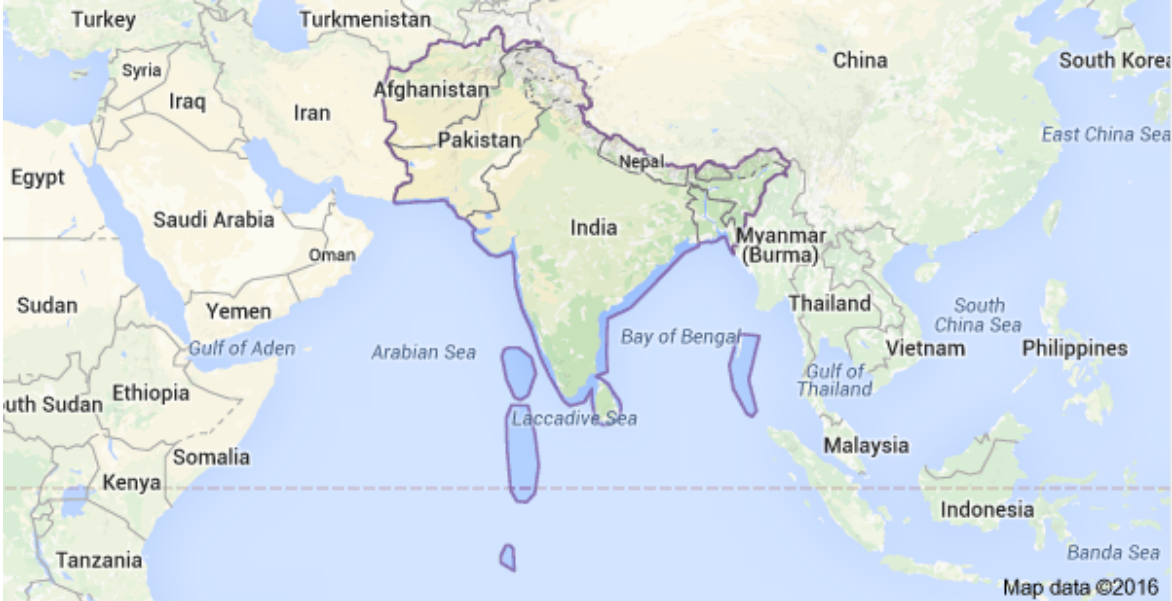 Turkey
Turkmenistan
China
South Korea
Syria
Iraq
Iran
Afghanistan
Pakistan
East China Sea
Egypt
Nepal
Saudi Arabia
India
Oman
Myanmar
(Burma)
Sudan
Yemen
Thailand
South
China Sea
Gulf of Aden
Arabian Sea
Bay of Bengal
Vietnam
Philippines
Ethiopia
Gulf of
Thailand
uth Sudan
Laccadive Sea
Somalia
Malaysia
Kenya
Indonesia
Tanzania
Banda Sea
Map data ©2016